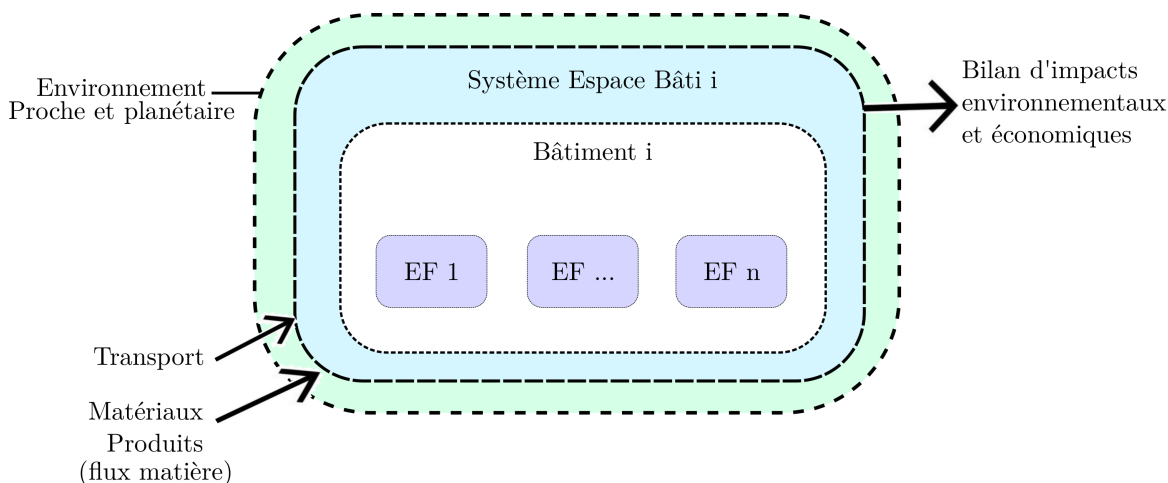 Environnement
Proche et planétaire
Système Espace Bâti i
Bâtiment i
EF 1
EF ...
EF n
Bilan d'impacts
environnementaux
et économiques
Transport
Matériaux
Produits
(flux matière)